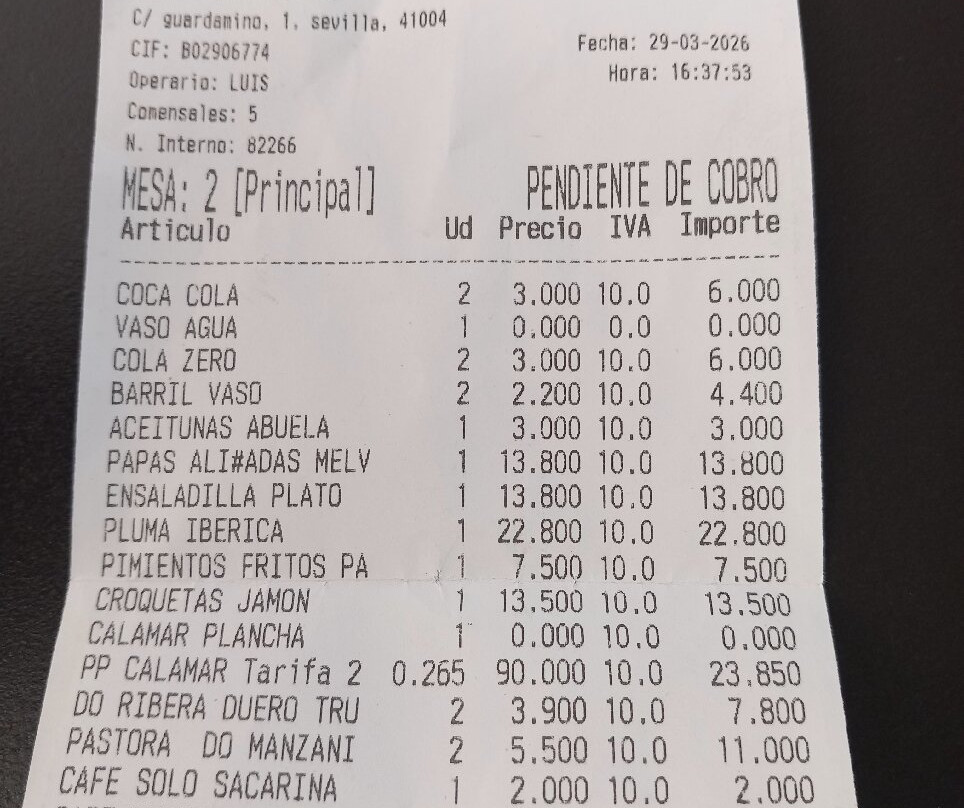 C/ guardamino, 1, sevilla, 41004
CIF: B02906774
Fecha: 29-03-2026
Operario: LUIS
Hora: 16:37:53
Comensales: 5
N. Interno: 82266
MESA: 2 [Principal] PENDIENTE DE COBRO
Articulo Ud Precio IVA Importe
COCA COLA 2 3.000 10.0 6.000
VASO AGUA 1 0.000 0.0 0.000
COLA ZERO 2 3.000 10.0 6.000
BARRIL VASO 2 2.200 10.0 4.400
ACEITUNAS ABUELA 1 3.000 10.0 3.000
PAPAS ALI#ADAS MELV 1 13.800 10.0 13.800
ENSALADILLA PLATO 1 13.800 10.0 13.800
PLUMA IBERICA 1 22.800 10.0 22.800
PIMIENTOS FRITOS PA 1 7.500 10.0 7.500
CROQUETAS JAMON 1 13.500 10.0 13.500
CALAMAR PLANCHA 1 0.000 10.0 0.000
PP CALAMAR Tarifa 2 0.265 90.000 10.0 23.850
DO RIBERA DUERO TRU 2 3.900 10.0 7.800
PASTORA DO MANZANI 2 5.500 10.0 11.000
CAFE SOLO SACARINA 1 2.000 10.0 2.000